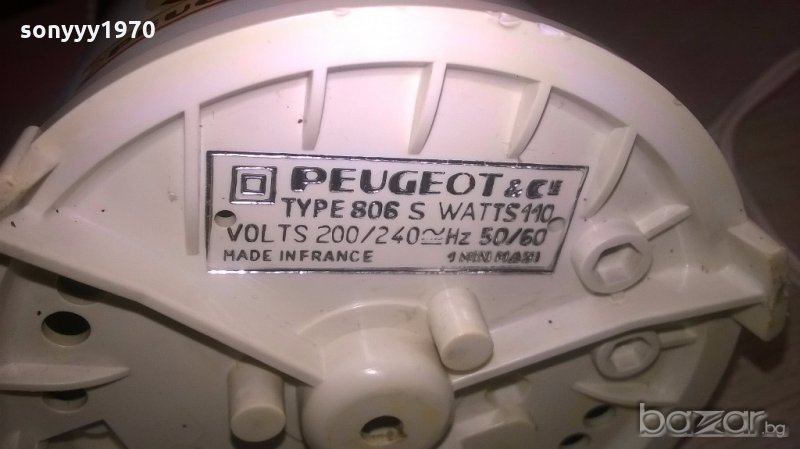 sonyyy1970
PEUGEOT & Cie
TYPE 806 S WATTS 110
VOLTS 200/240 ≃ Hz 50/60
MADE IN FRANCE 1 MIN MAXI
bazar.bg